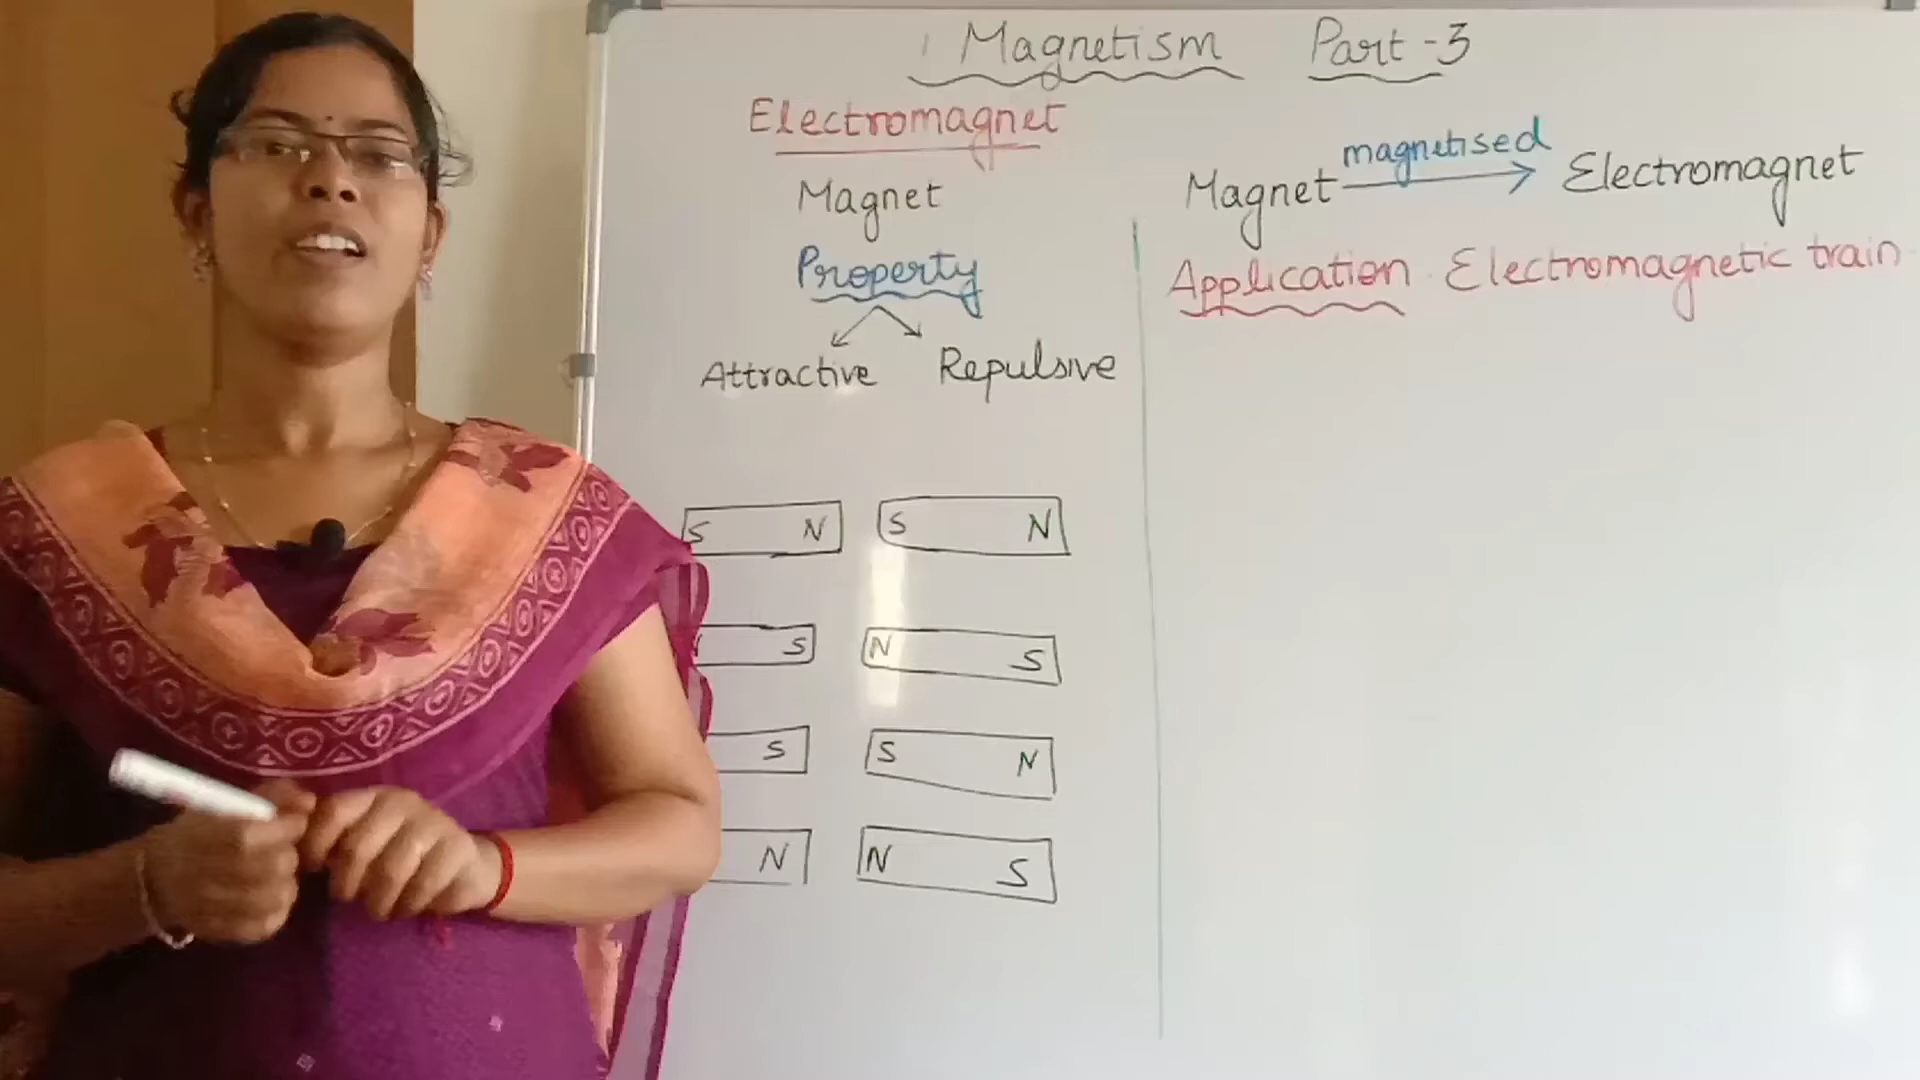 Magnetism Part-3
Electromagnet
Magnet
Property
Attractive Repulsive
S N S N
S N S
S S N
N N S
magnetised
Magnet Electromagnet
Application Electromagnetic train